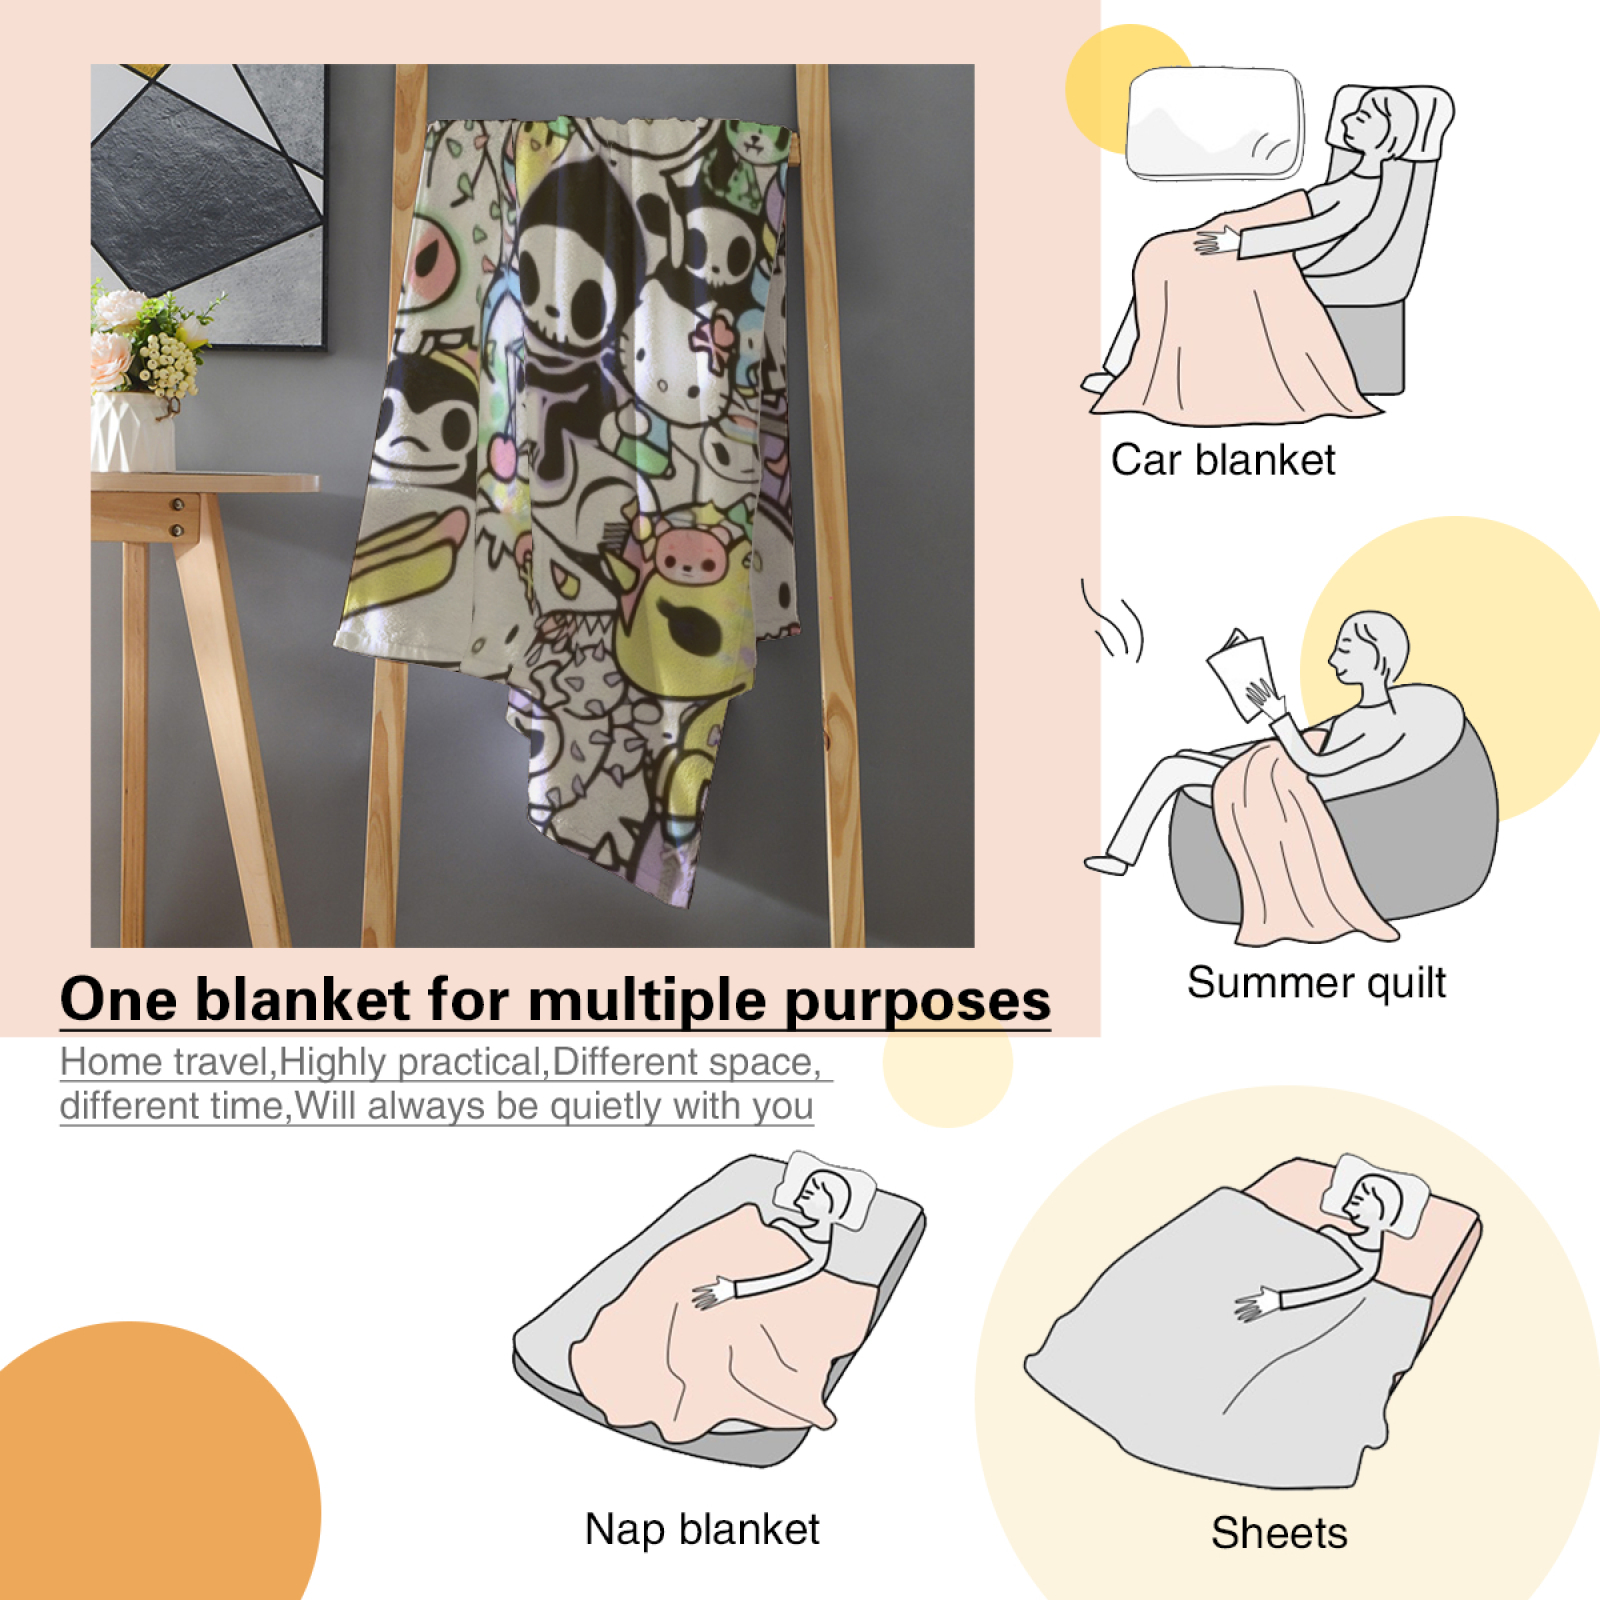 Car blanket
Summer quilt
One blanket for multiple purposes
Home travel,Highly practical,Different space,
different time,Will always be quietly with you
Nap blanket
Sheets